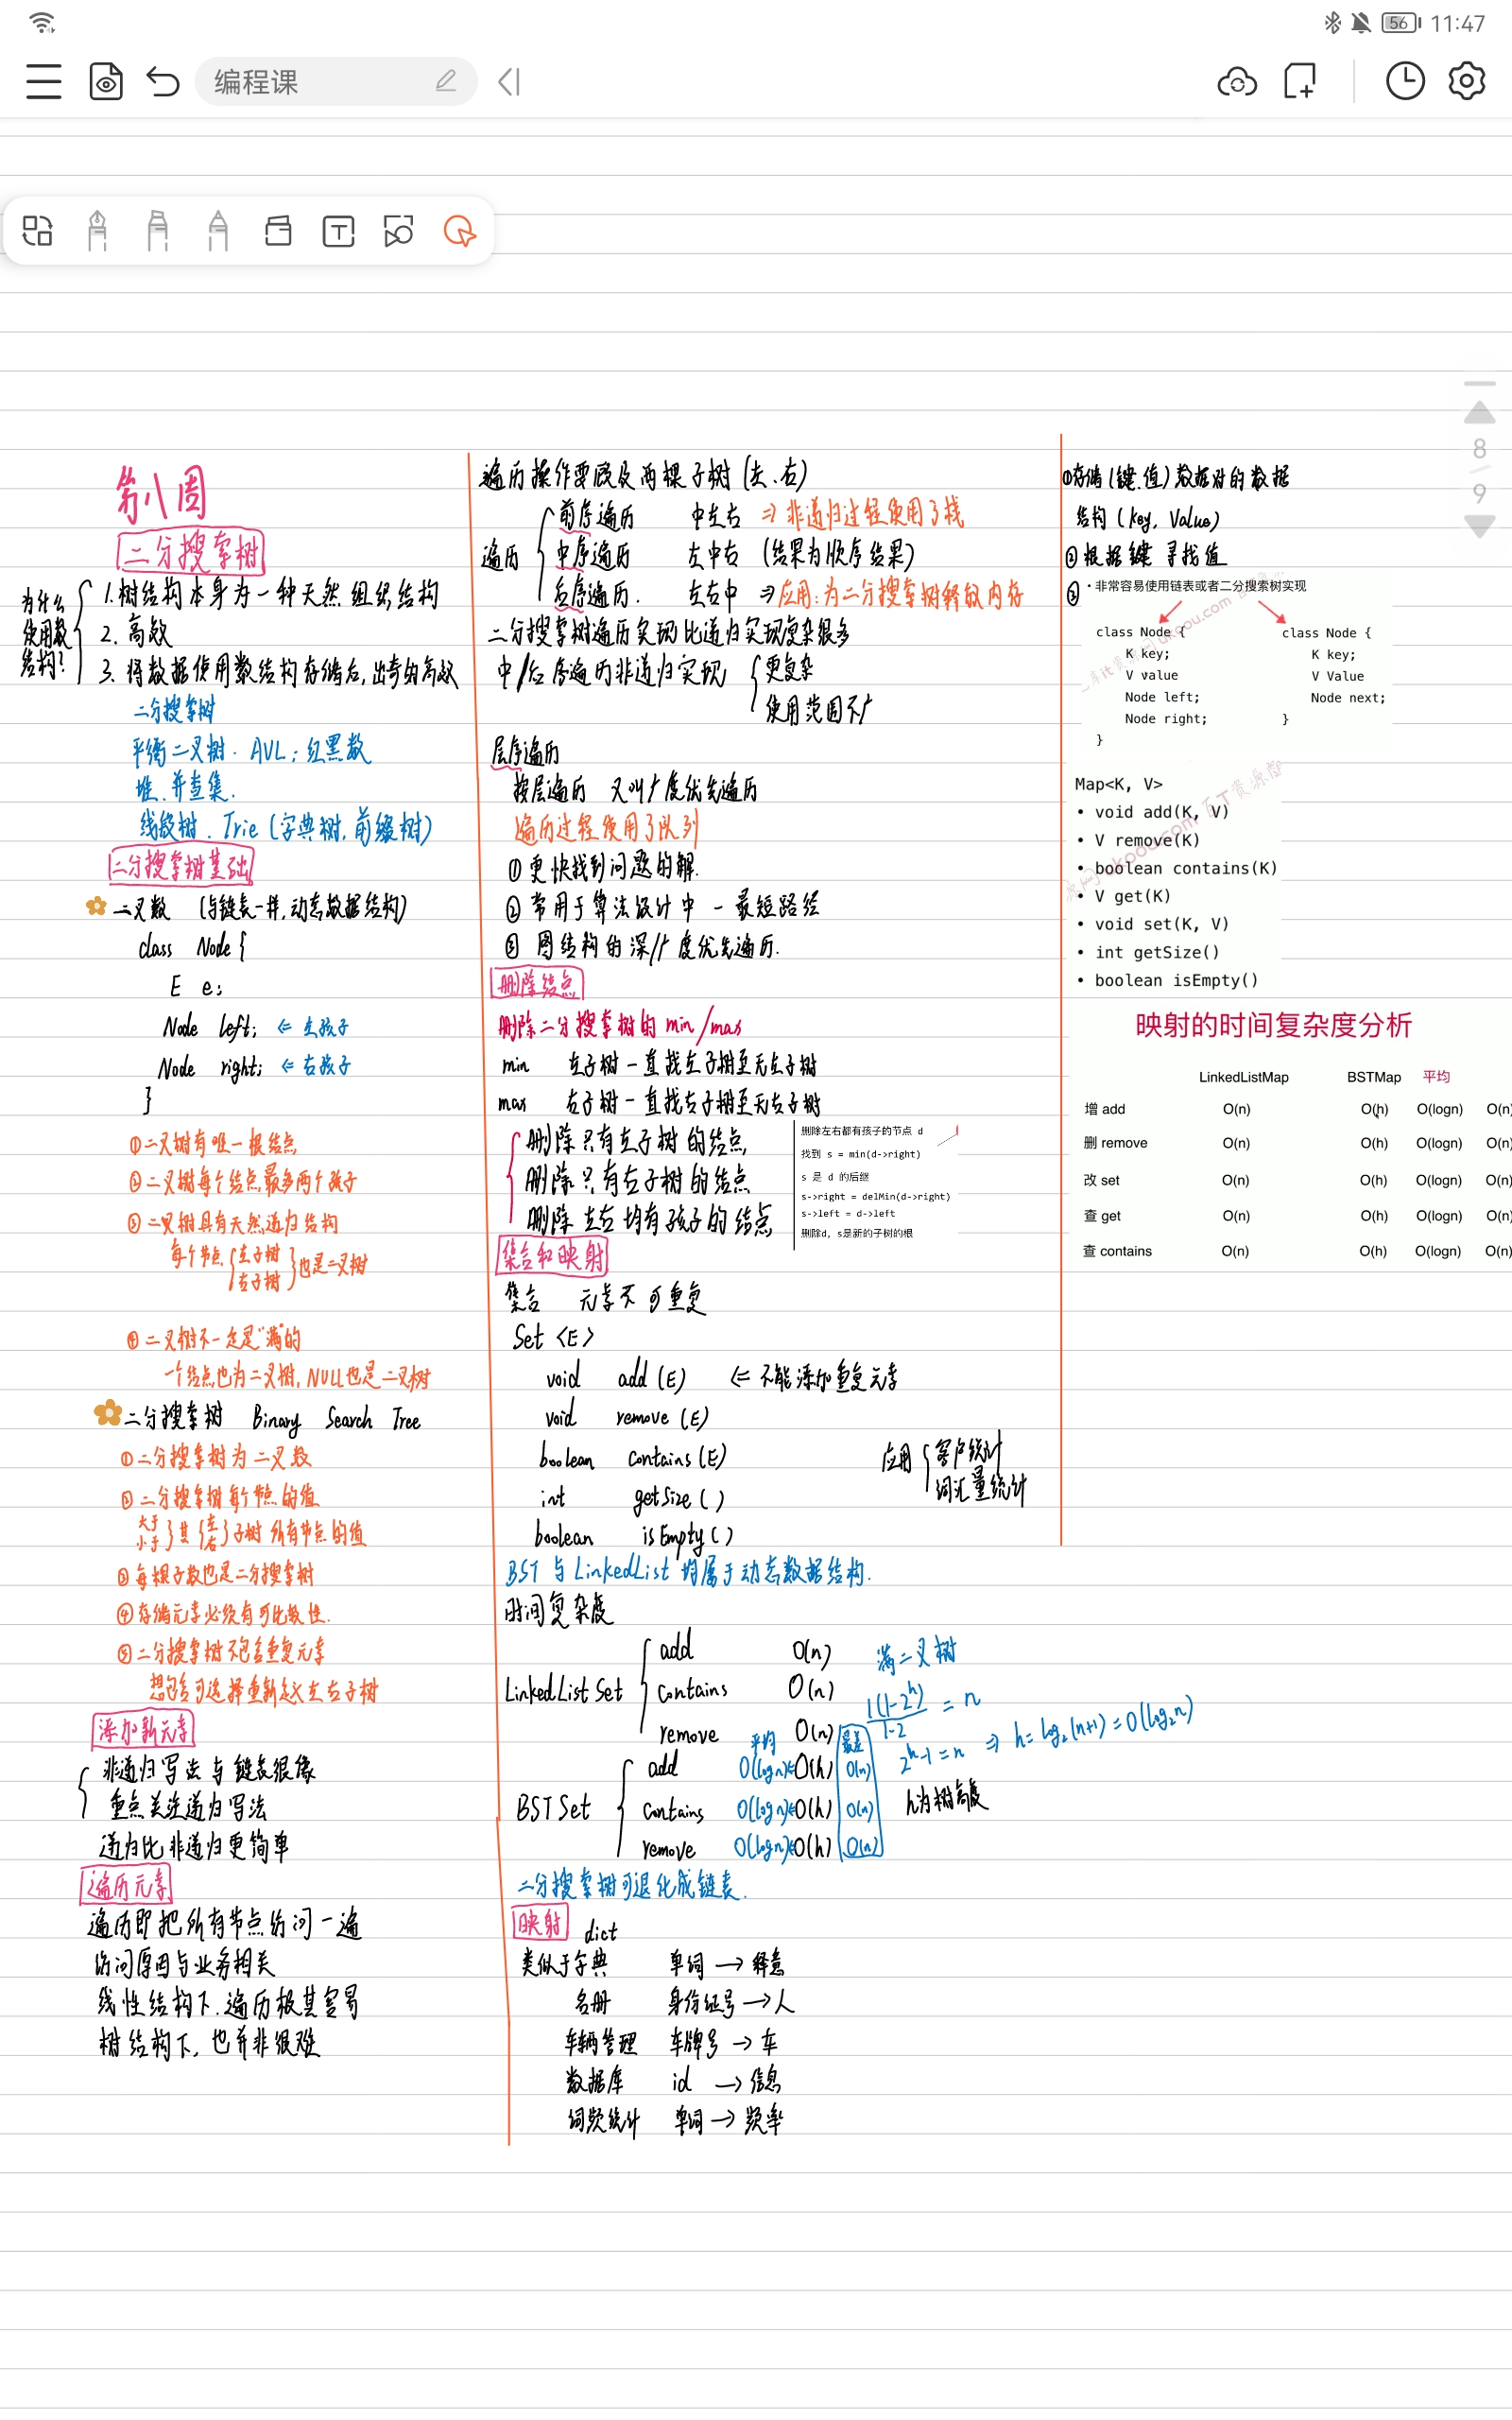 56 11:47
编程课
8
9
第八周
二分搜索树
为什么使用数结构?
1.树结构本身为一种天然组织结构
2.高效
3.将数据使用数结构存储后,出奇的高效
二分搜索树
平衡二叉树·AVL;红黑数
堆.并查集.
线段树.Trie(字典树,前缀树)
二分搜索树基础
二叉数 (与链表一样,动态数据结构)
class Node {
E e;
Node left; ⇐ 左孩子
Node right; ⇐ 右孩子
}
①二叉树有唯一根结点
②二叉树每个结点最多两个孩子
③二叉树具有天然递归结构
每个节点{左子树 右子树}也是二叉树
④二叉树不一定是"满"的
一个结点也为二叉树,NULL也是二叉树
二分搜索树 Binary Search Tree
①二分搜索树为二叉数
②二分搜索树每个节点的值
大于 小于}其{左 右}子树所有节点的值
③每棵子数也是二分搜索树
④存储元素必须有可比较性.
⑤二分搜索树不包含重复元素
想包含可选择重新定义左右子树
添加新元素
非递归写法与链表很像
重点关注递归写法
递归比非递归更简单
遍历元素
遍历即把所有节点访问一遍
访问原因与业务相关
线性结构下.遍历极其容易
树结构下,也并非很难
遍历操作要顾及两棵子树(左、右)
遍历
前序遍历 中左右 ⇒ 非递归过程使用了栈
中序遍历 左中右 (结果为顺序结果)
后序遍历. 左右中 ⇒应用:为二分搜索树释放内存
二分搜索树遍历实现比递归实现复杂很多
中/后序遍历非递归实现{更复杂
使用范围不广
层序遍历
按层遍历 又叫广度优先遍历
遍历过程使用了队列
①更快找到问题的解.
②常用于算法设计中-最短路径
③图结构的深/广度优先遍历.
删除结点
删除二分搜索树的min/max
min 左子树一直找左子树至无左子树
max 右子树一直找右子树至无右子树
删除只有左子树的结点
删除只有右子树的结点
删除左右均有孩子的结点
删除左右都有孩子的节点 d
找到 s = min(d->right)
s 是 d 的后继
s->right = delMin(d->right)
s->left = d->left
删除d, s是新的子树的根
集合和映射
集合 元素不可重复
Set <E>
void add(E) ⇐ 不能添加重复元素
void remove(E)
boolean contains(E)
int getSize()
boolean isEmpty()
应用{客户统计
词汇量统计
BST与LinkedList均属于动态数据结构.
时间复杂度
LinkedList Set
add O(n)
contains O(n)
remove O(n)
满二叉树
1(1-2^h)/1-2 = n
2^h-1=n ⇒ h=log₂(n+1)=O(log₂n)
h为树高度
平均 最差
BST Set
add O(logn)⇐O(h) O(n)
contains O(logn)⇐O(h) O(n)
remove O(logn)⇐O(h) O(n)
二分搜索树可退化成链表.
映射 dict
类似于字典 单词→释意
名册 身份证号→人
车辆管理 车牌号→车
数据库 id→信息
词频统计 单词→频率
①存储(键.值)数据对的数据
结构(key, Value)
②根据键 寻找值
③
• 非常容易使用链表或者二分搜索树实现
class Node {
K key;
V value
Node left;
Node right;
}
class Node {
K key;
V Value
Node next;
}
Map<K, V>
• void add(K, V)
• V remove(K)
• boolean contains(K)
• V get(K)
• void set(K, V)
• int getSize()
• boolean isEmpty()
映射的时间复杂度分析
LinkedListMap BSTMap 平均
增 add O(n) O(h) O(logn) O(n)
删 remove O(n) O(h) O(logn) O(n)
改 set O(n) O(h) O(logn) O(n)
查 get O(n) O(h) O(logn) O(n)
查 contains O(n) O(h) O(logn) O(n)